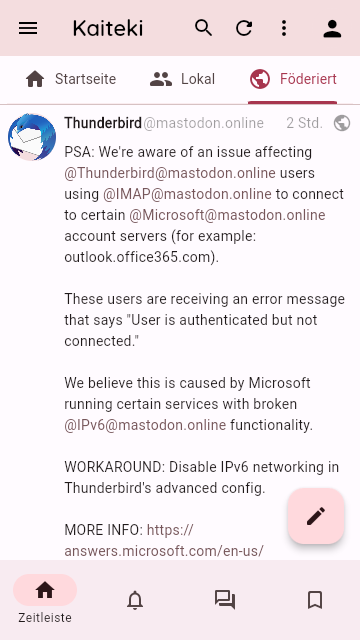 Kaiteki
Startseite Lokal Föderiert
Thunderbird@mastodon.online 2 Std.
PSA: We're aware of an issue affecting
@Thunderbird@mastodon.online users
using @IMAP@mastodon.online to connect
to certain @Microsoft@mastodon.online
account servers (for example:
outlook.office365.com).
These users are receiving an error message
that says "User is authenticated but not
connected."
We believe this is caused by Microsoft
running certain services with broken
@IPv6@mastodon.online functionality.
WORKAROUND: Disable IPv6 networking in
Thunderbird's advanced config.
MORE INFO: https://
answers.microsoft.com/en-us/
Zeitleiste